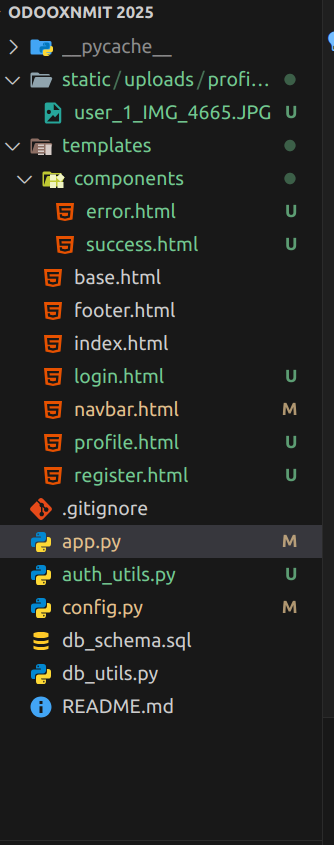 ODOOXNMIT 2025
__pycache__
static/uploads/profi...
user_1_IMG_4665.JPG U
templates
components
error.html U
success.html U
base.html
footer.html
index.html
login.html U
navbar.html M
profile.html U
register.html U
.gitignore
app.py M
auth_utils.py U
config.py M
db_schema.sql
db_utils.py
README.md